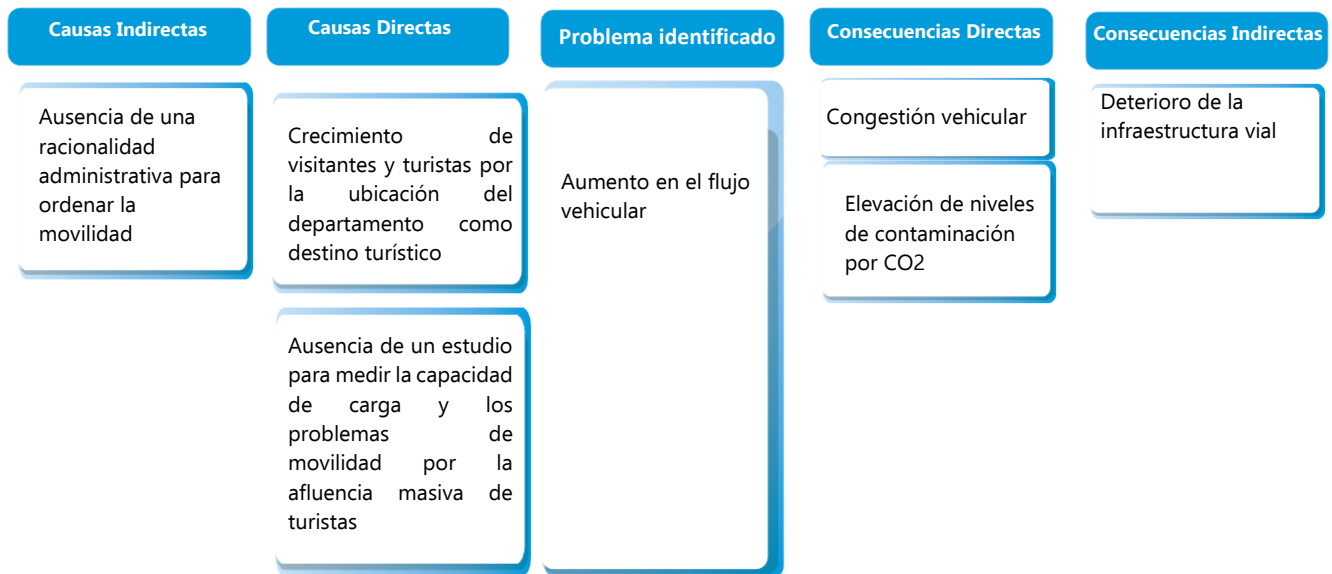 Causas Indirectas
Ausencia de una
racionalidad
administrativa para
ordenar la
movilidad
Causas Directas
Crecimiento de
visitantes y turistas por
la ubicación del
departamento como
destino turístico
Ausencia de un estudio
para medir la capacidad
de carga y los
problemas de
movilidad por la
afluencia masiva de
turistas
Problema identificado
Aumento en el flujo
vehicular
Consecuencias Directas
Congestión vehicular
Elevación de niveles
de contaminación
por CO2
Consecuencias Indirectas
Deterioro de la
infraestructura vial